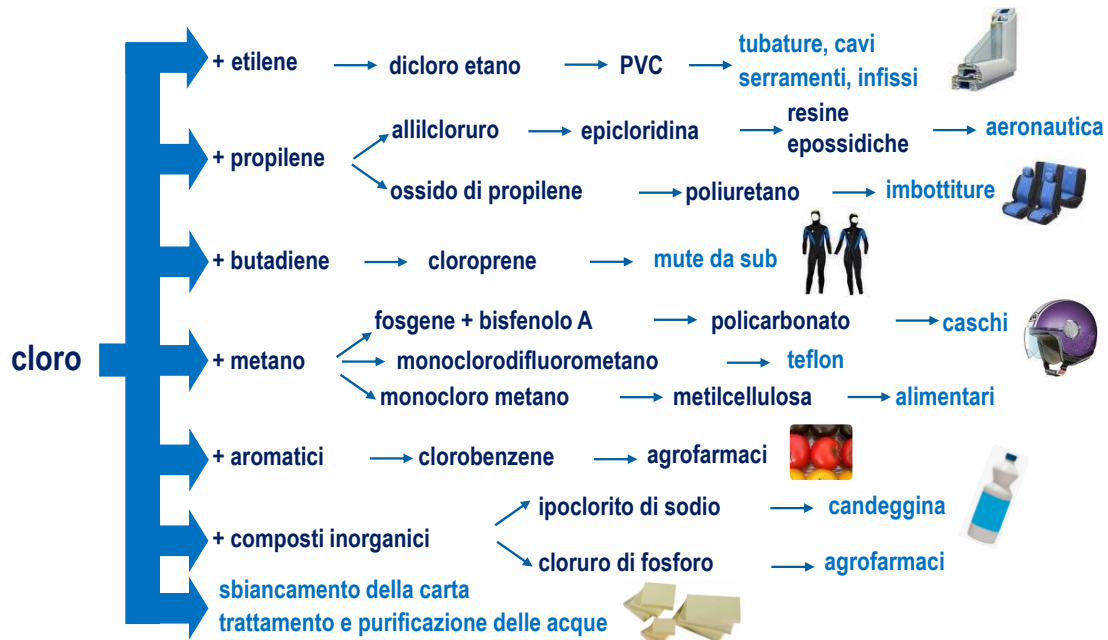 + etilene
dicloro etano
PVC
tubature, cavi
serramenti, infissi
+ propilene
allilcloruro
epicloridina
resine
epossidiche
aeronautica
ossido di propilene
poliuretano
imbottiture
+ butadiene
cloroprene
mute da sub
cloro
+ metano
fosgene + bisfenolo A
policarbonato
caschi
monoclorodifluorometano
teflon
monocloro metano
metilcellulosa
alimentari
+ aromatici
clorobenzene
agrofarmaci
+ composti inorganici
ipoclorito di sodio
candeggina
cloruro di fosforo
agrofarmaci
sbiancamento della carta
trattamento e purificazione delle acque